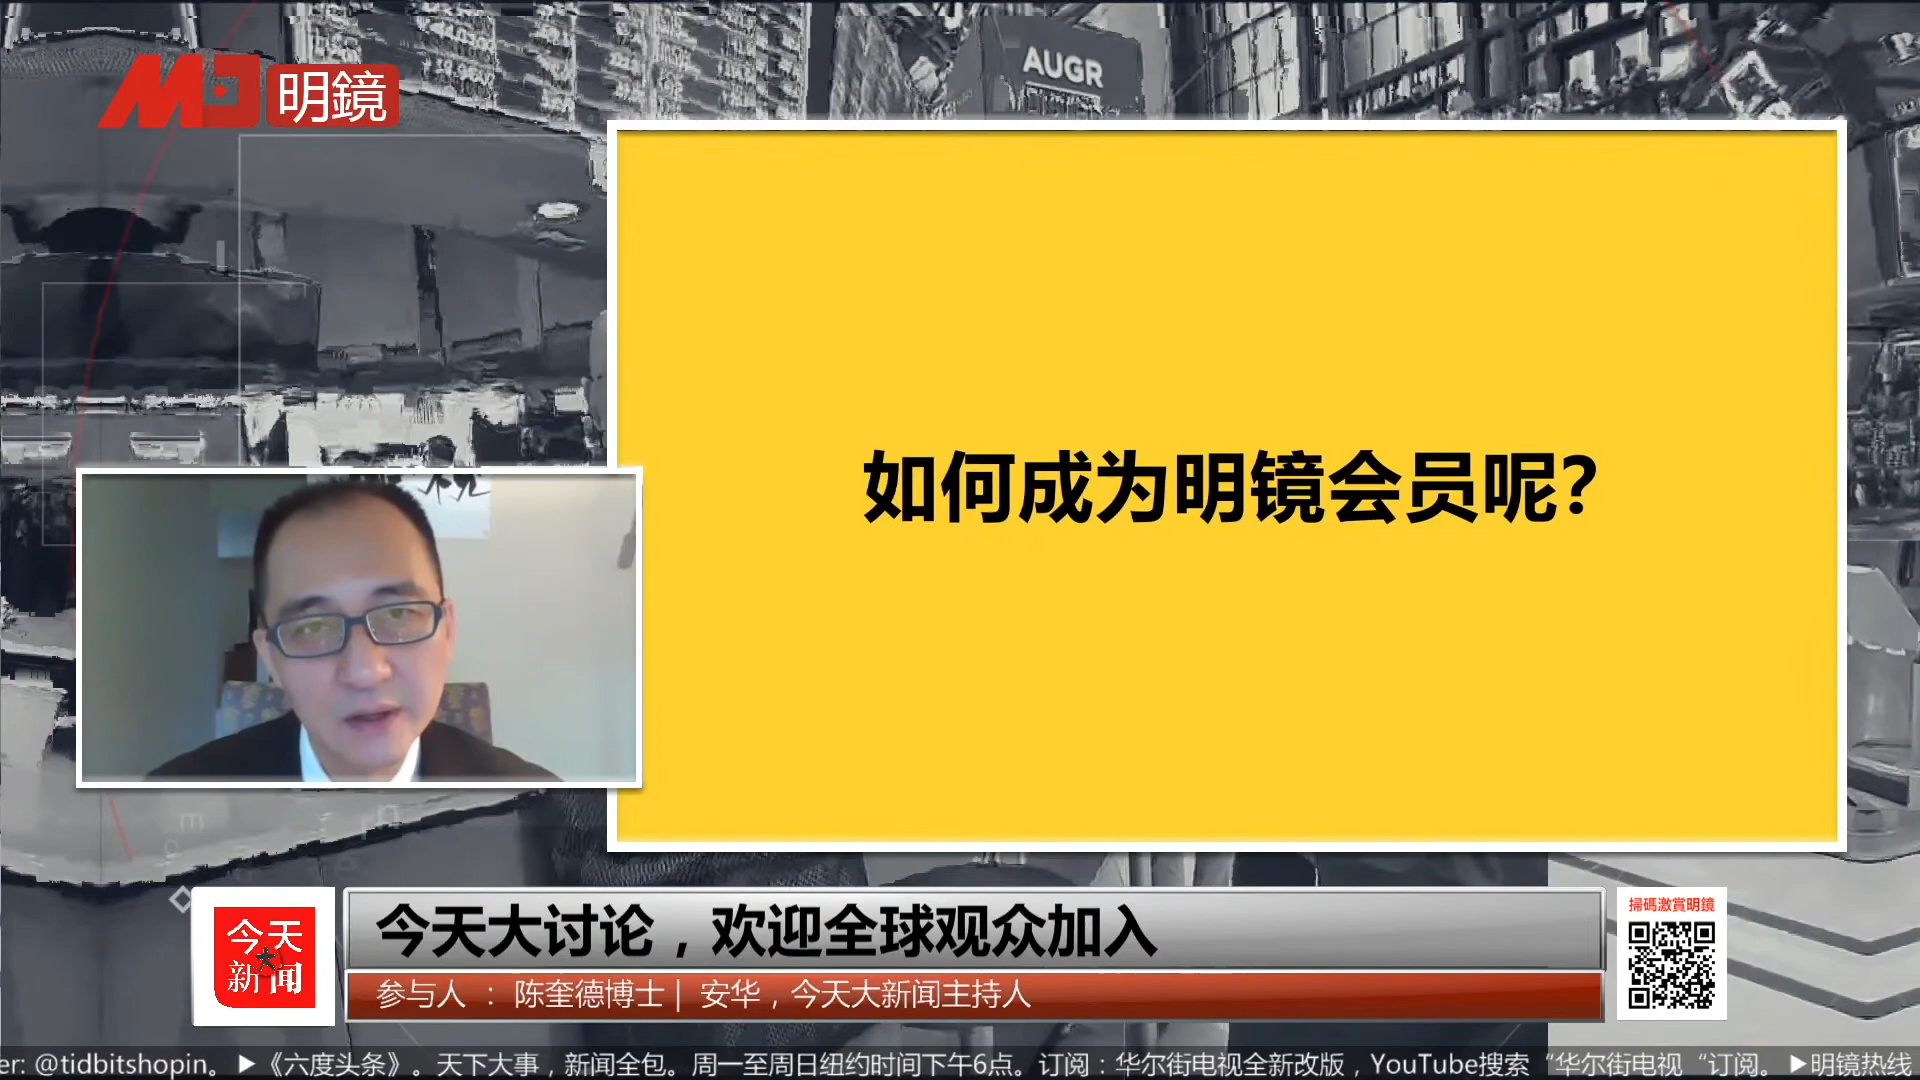 AUGR
明鏡
如何成为明镜会员呢？
今天大新闻
今天大讨论，欢迎全球观众加入
参与人 ： 陈奎德博士｜ 安华，今天大新闻主持人
掃碼激賞明鏡
er: @tidbitshopin。 ▶《六度头条》。天下大事，新闻全包。周一至周日纽约时间下午6点。订阅：华尔街电视全新改版，YouTube搜索“华尔街电视“订阅。 ▶明镜热线